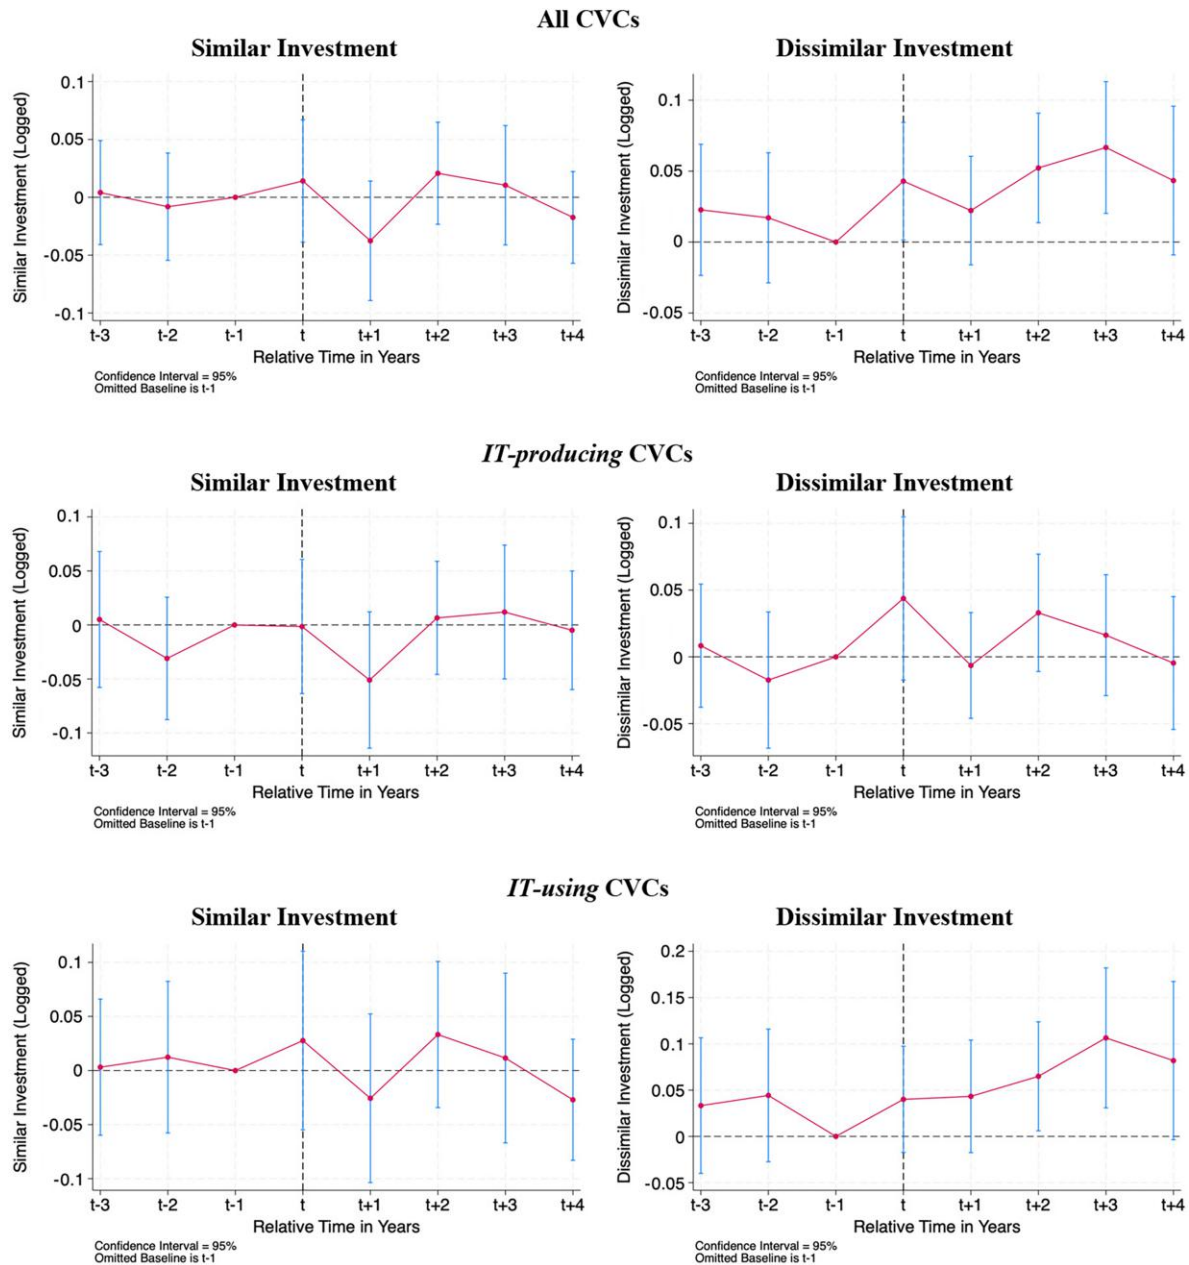 All CVCs
Similar Investment
Similar Investment (Logged)
0.1
0.05
0
-0.05
-0.1
t-3 t-2 t-1 t t+1 t+2 t+3 t+4
Relative Time in Years
Confidence Interval = 95%
Omitted Baseline is t-1
Dissimilar Investment
Dissimilar Investment (Logged)
0.1
0.05
0
-0.05
t-3 t-2 t-1 t t+1 t+2 t+3 t+4
Relative Time in Years
Confidence Interval = 95%
Omitted Baseline is t-1
IT-producing CVCs
Similar Investment
Similar Investment (Logged)
0.1
0.05
0
-0.05
-0.1
t-3 t-2 t-1 t t+1 t+2 t+3 t+4
Relative Time in Years
Confidence Interval = 95%
Omitted Baseline is t-1
Dissimilar Investment
Dissimilar Investment (Logged)
0.1
0.05
0
-0.05
t-3 t-2 t-1 t t+1 t+2 t+3 t+4
Relative Time in Years
Confidence Interval = 95%
Omitted Baseline is t-1
IT-using CVCs
Similar Investment
Similar Investment (Logged)
0.1
0.05
0
-0.05
-0.1
t-3 t-2 t-1 t t+1 t+2 t+3 t+4
Relative Time in Years
Confidence Interval = 95%
Omitted Baseline is t-1
Dissimilar Investment
Dissimilar Investment (Logged)
0.2
0.15
0.1
0.05
0
-0.05
t-3 t-2 t-1 t t+1 t+2 t+3 t+4
Relative Time in Years
Confidence Interval = 95%
Omitted Baseline is t-1